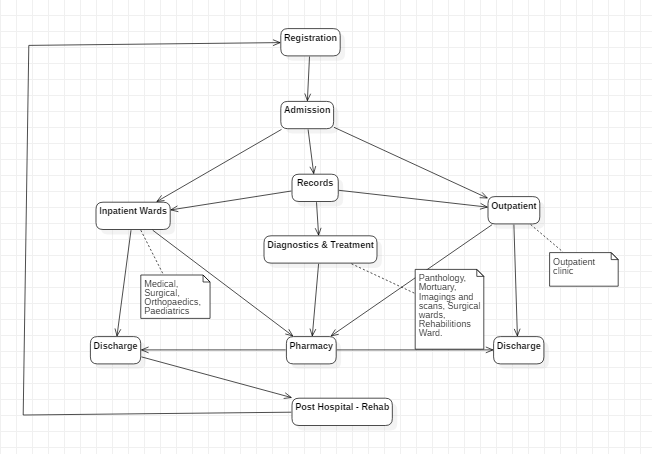 Registration
Admission
Records
Inpatient Wards
Outpatient
Diagnostics & Treatment
Outpatient
clinic
Medical,
Surgical,
Orthopaedics,
Paediatrics
Panthology,
Mortuary,
Imagings and
scans, Surgical
wards,
Rehabilitions
Ward.
Discharge
Pharmacy
Discharge
Post Hospital - Rehab